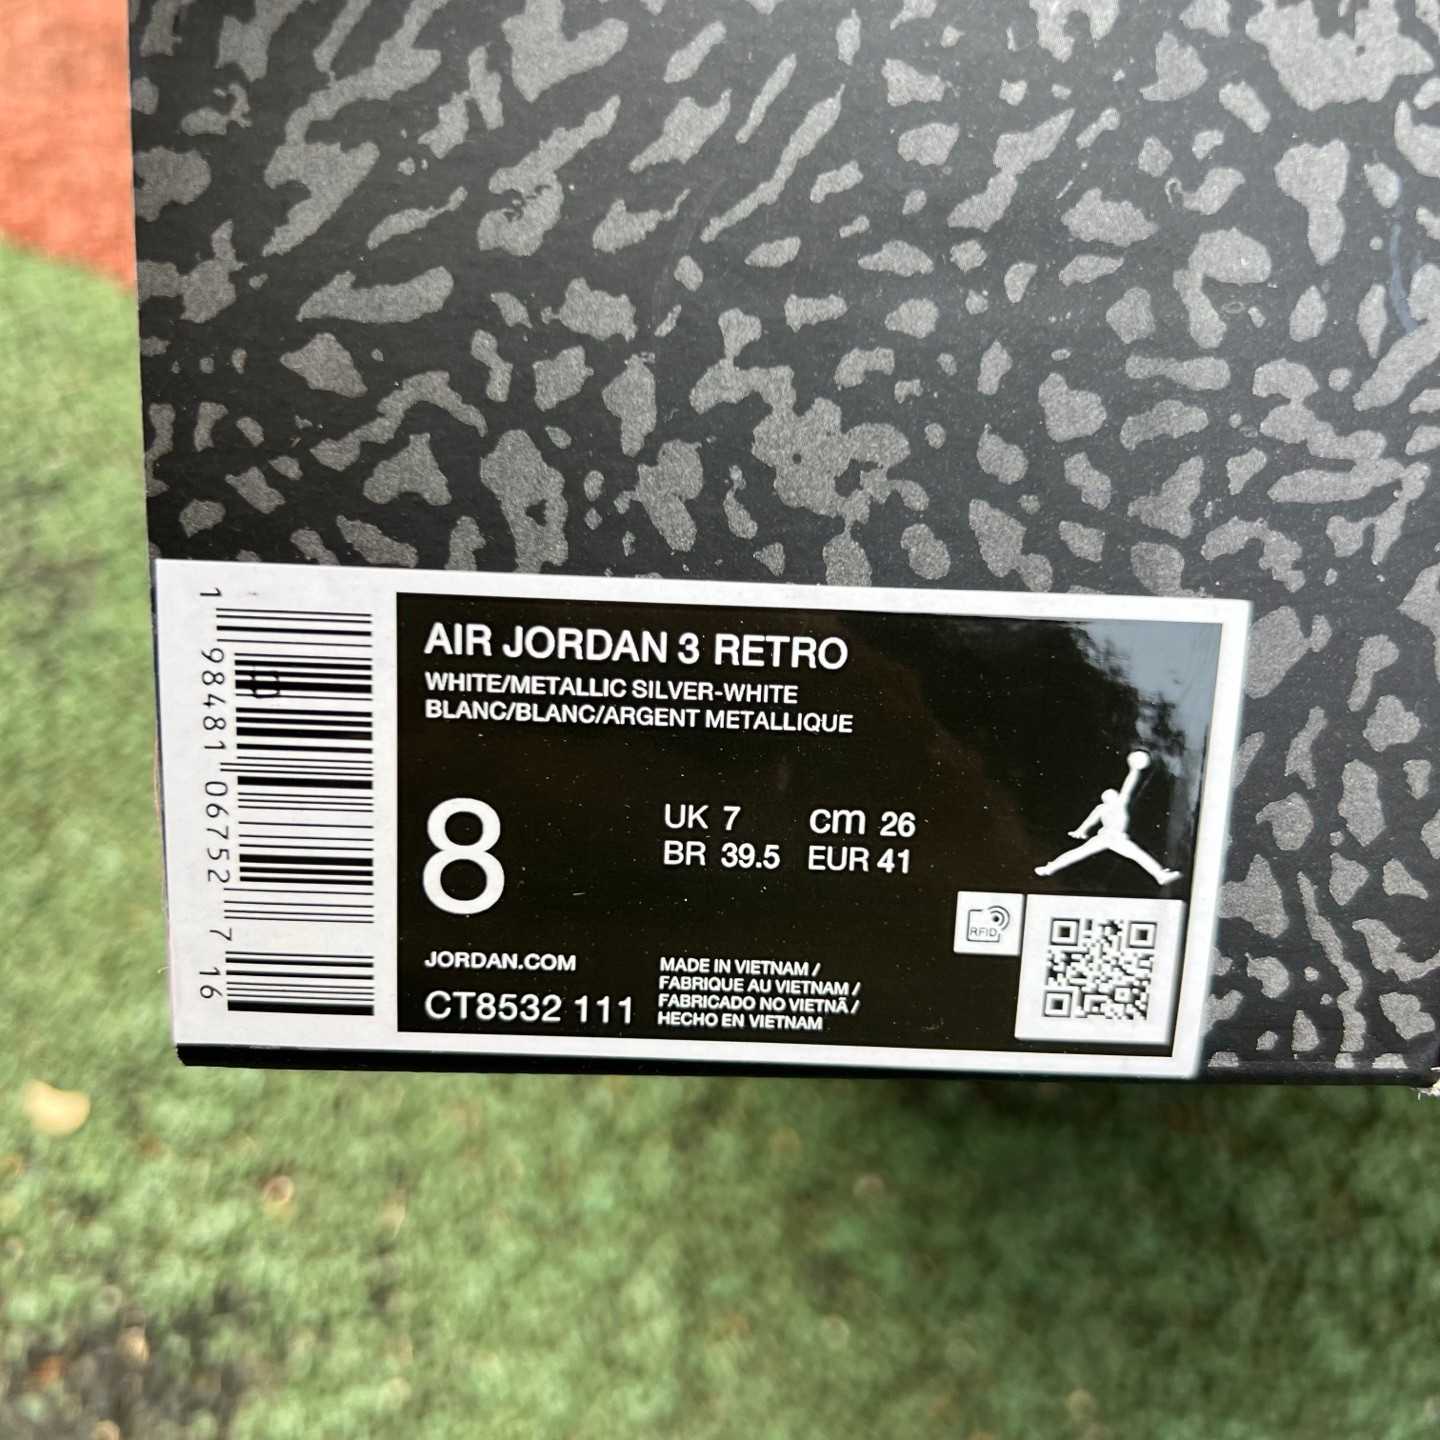 AIR JORDAN 3 RETRO
WHITE/METALLIC SILVER-WHITE
BLANC/BLANC/ARGENT METALLIQUE
8
UK 7 cm 26
BR 39.5 EUR 41
RFID
JORDAN.COM
CT8532 111
MADE IN VIETNAM /
FABRIQUE AU VIETNAM /
FABRICADO NO VIETNÃ /
HECHO EN VIETNAM
1 98481 06752 7 16